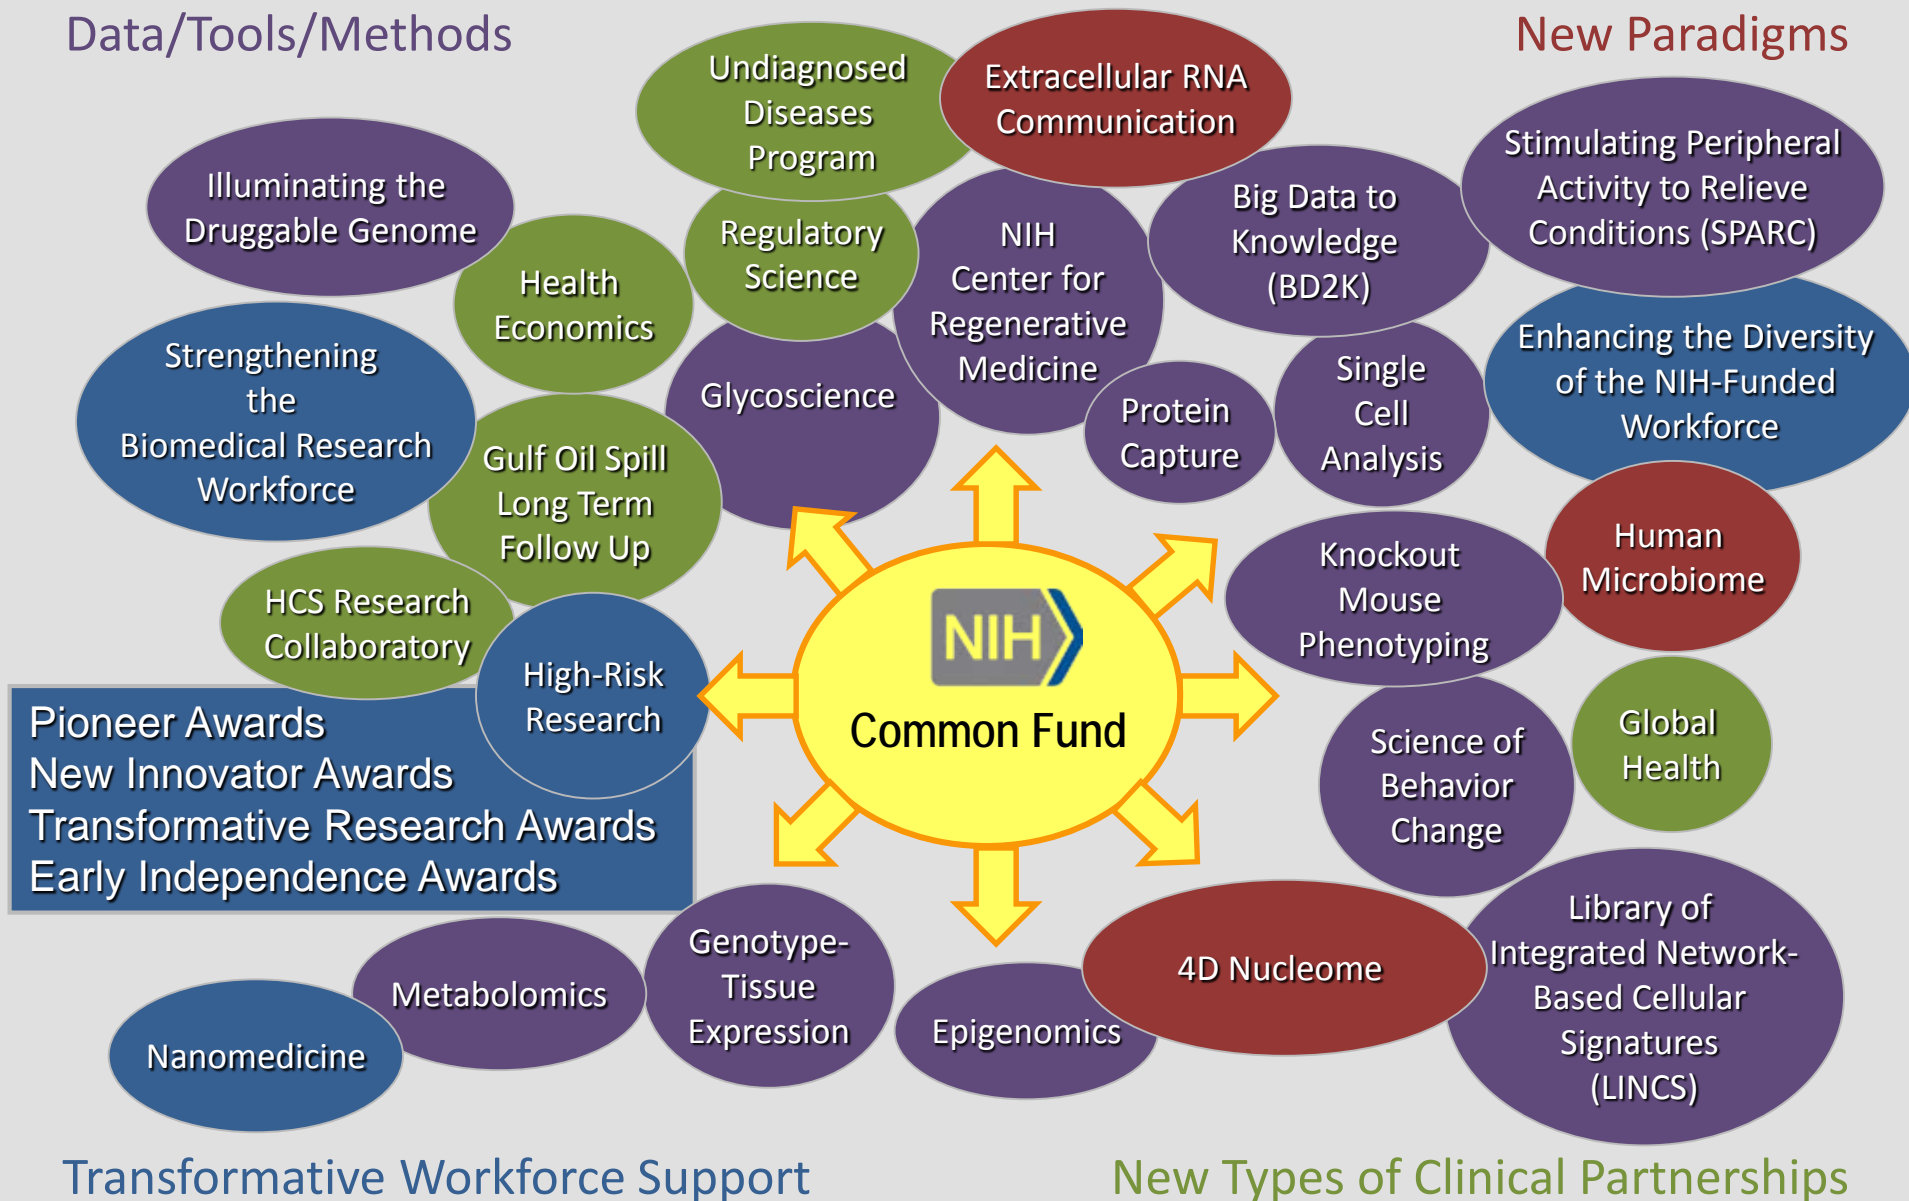 Data/Tools/Methods
New Paradigms
Undiagnosed
Diseases
Program
Extracellular RNA
Communication
Stimulating Peripheral
Activity to Relieve
Conditions (SPARC)
Illuminating the
Druggable Genome
Health
Economics
Regulatory
Science
NIH
Center for
Regenerative
Medicine
Big Data to
Knowledge
(BD2K)
Strengthening
the
Biomedical Research
Workforce
Glycoscience
Protein
Capture
Single
Cell
Analysis
Enhancing the Diversity
of the NIH-Funded
Workforce
Gulf Oil Spill
Long Term
Follow Up
Knockout
Mouse
Phenotyping
Human
Microbiome
HCS Research
Collaboratory
High-Risk
Research
NIH
Common Fund
Science of
Behavior
Change
Global
Health
Pioneer Awards
New Innovator Awards
Transformative Research Awards
Early Independence Awards
Nanomedicine
Metabolomics
Genotype-
Tissue
Expression
Epigenomics
4D Nucleome
Library of
Integrated Network-
Based Cellular
Signatures
(LINCS)
Transformative Workforce Support
New Types of Clinical Partnerships